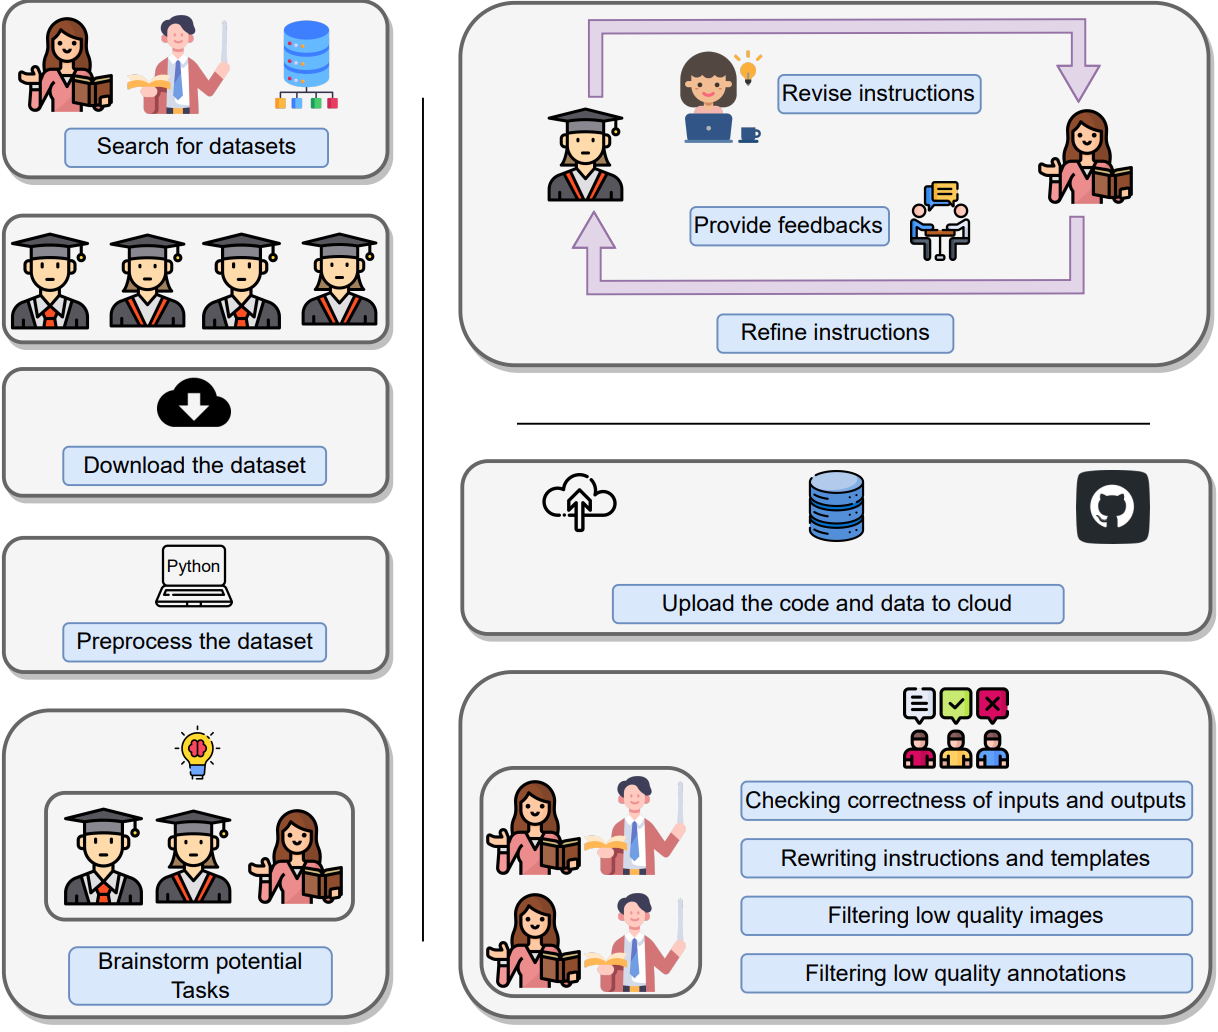 Search for datasets
Download the dataset
Python
Preprocess the dataset
Brainstorm potential
Tasks
Revise instructions
Provide feedbacks
Refine instructions
Upload the code and data to cloud
Checking correctness of inputs and outputs
Rewriting instructions and templates
Filtering low quality images
Filtering low quality annotations